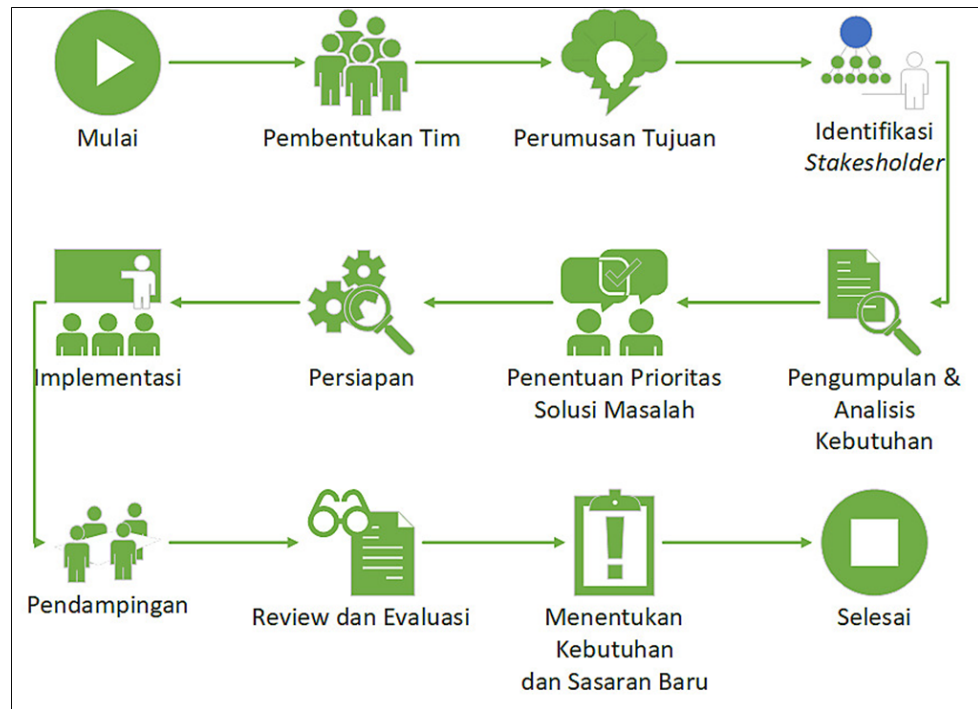 Mulai
Pembentukan Tim
Perumusan Tujuan
Identifikasi
Stakesholder
Pengumpulan &
Analisis
Kebutuhan
Penentuan Prioritas
Solusi Masalah
Persiapan
Implementasi
Pendampingan
Review dan Evaluasi
Menentukan
Kebutuhan
dan Sasaran Baru
Selesai